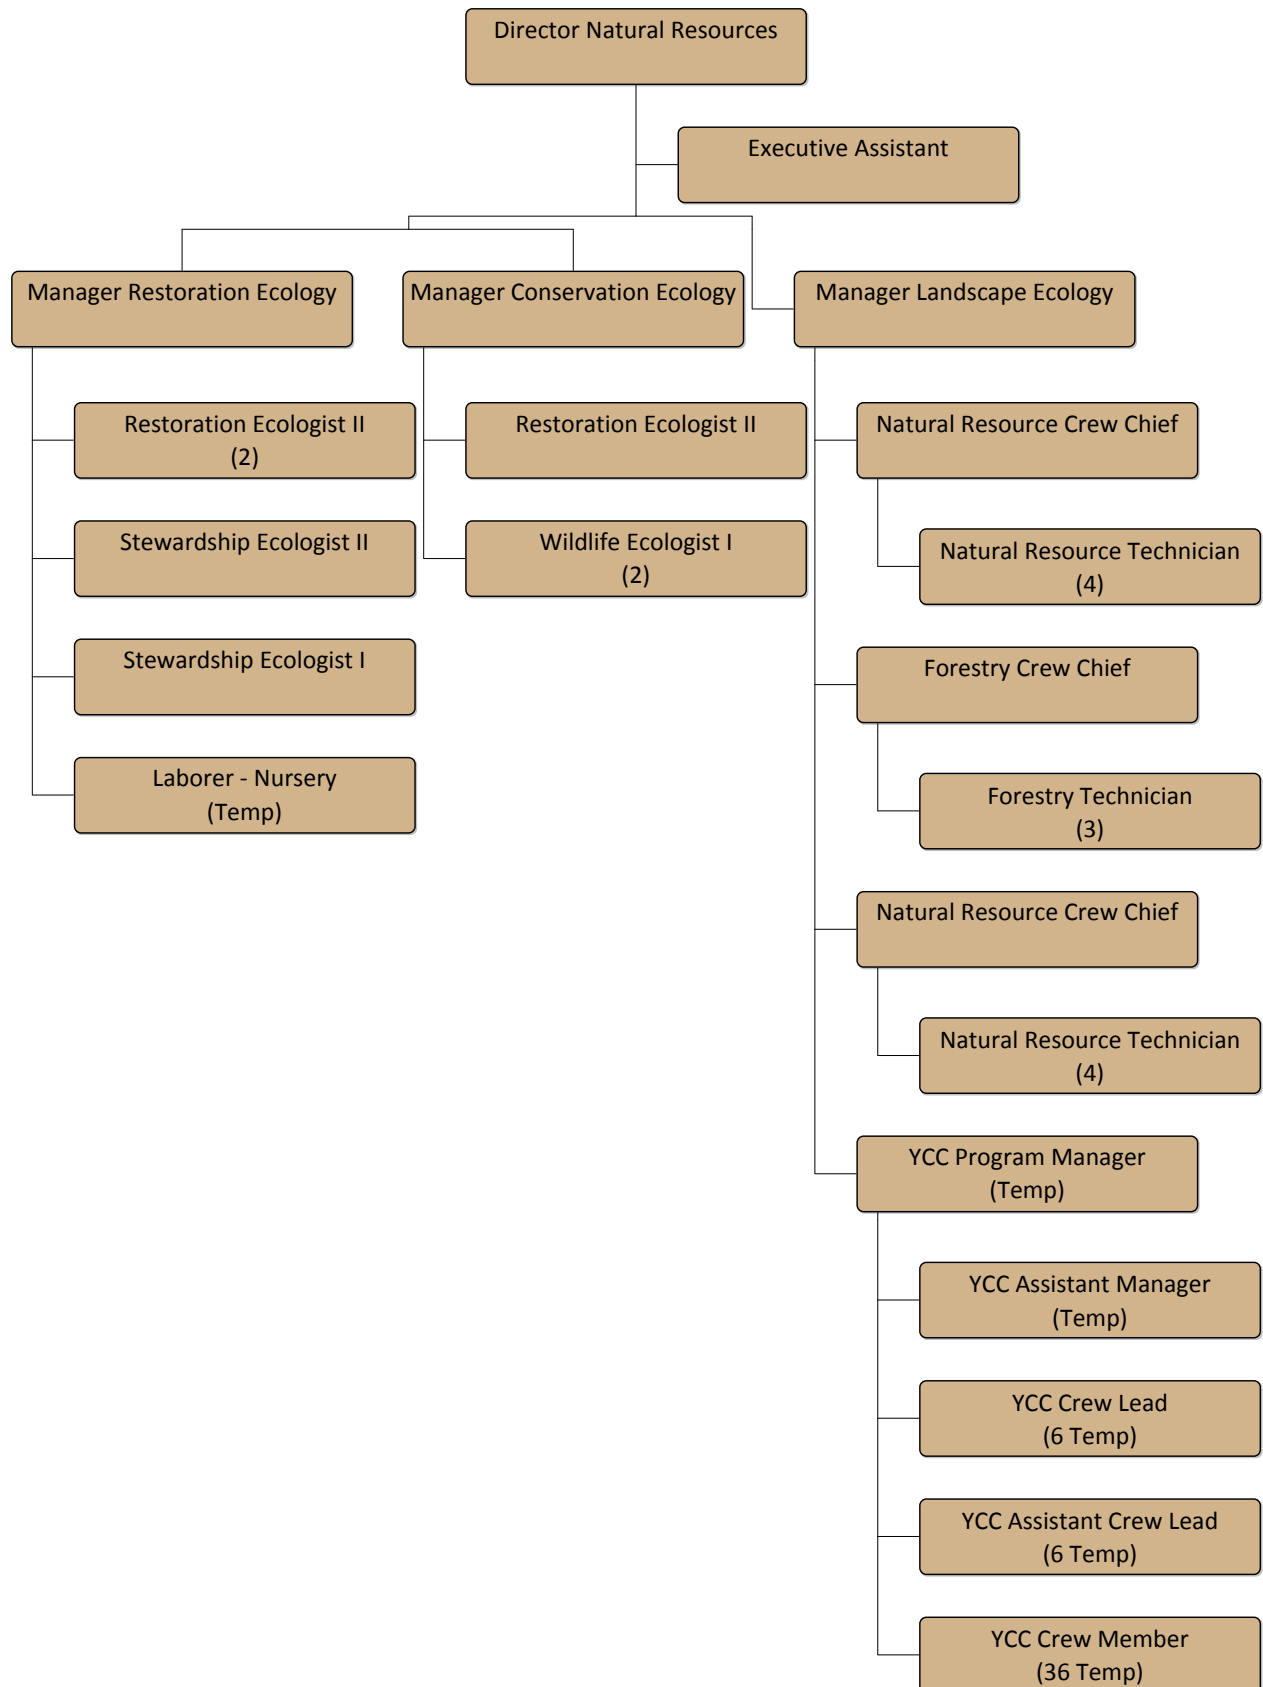 Director Natural Resources
Executive Assistant
Manager Restoration Ecology
Manager Conservation Ecology
Manager Landscape Ecology
Restoration Ecologist II
(2)
Stewardship Ecologist II
Stewardship Ecologist I
Laborer - Nursery
(Temp)
Restoration Ecologist II
Wildlife Ecologist I
(2)
Natural Resource Crew Chief
Natural Resource Technician
(4)
Forestry Crew Chief
Forestry Technician
(3)
Natural Resource Crew Chief
Natural Resource Technician
(4)
YCC Program Manager
(Temp)
YCC Assistant Manager
(Temp)
YCC Crew Lead
(6 Temp)
YCC Assistant Crew Lead
(6 Temp)
YCC Crew Member
(36 Temp)